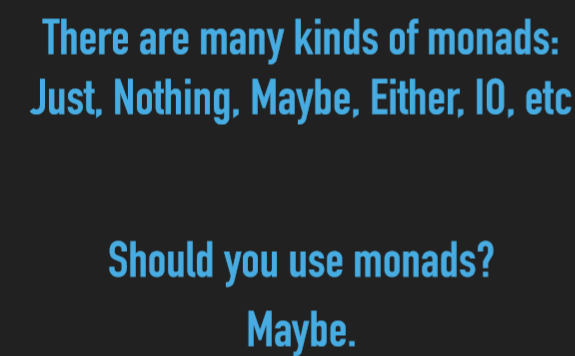 There are many kinds of monads:
Just, Nothing, Maybe, Either, IO, etc
Should you use monads?
Maybe.